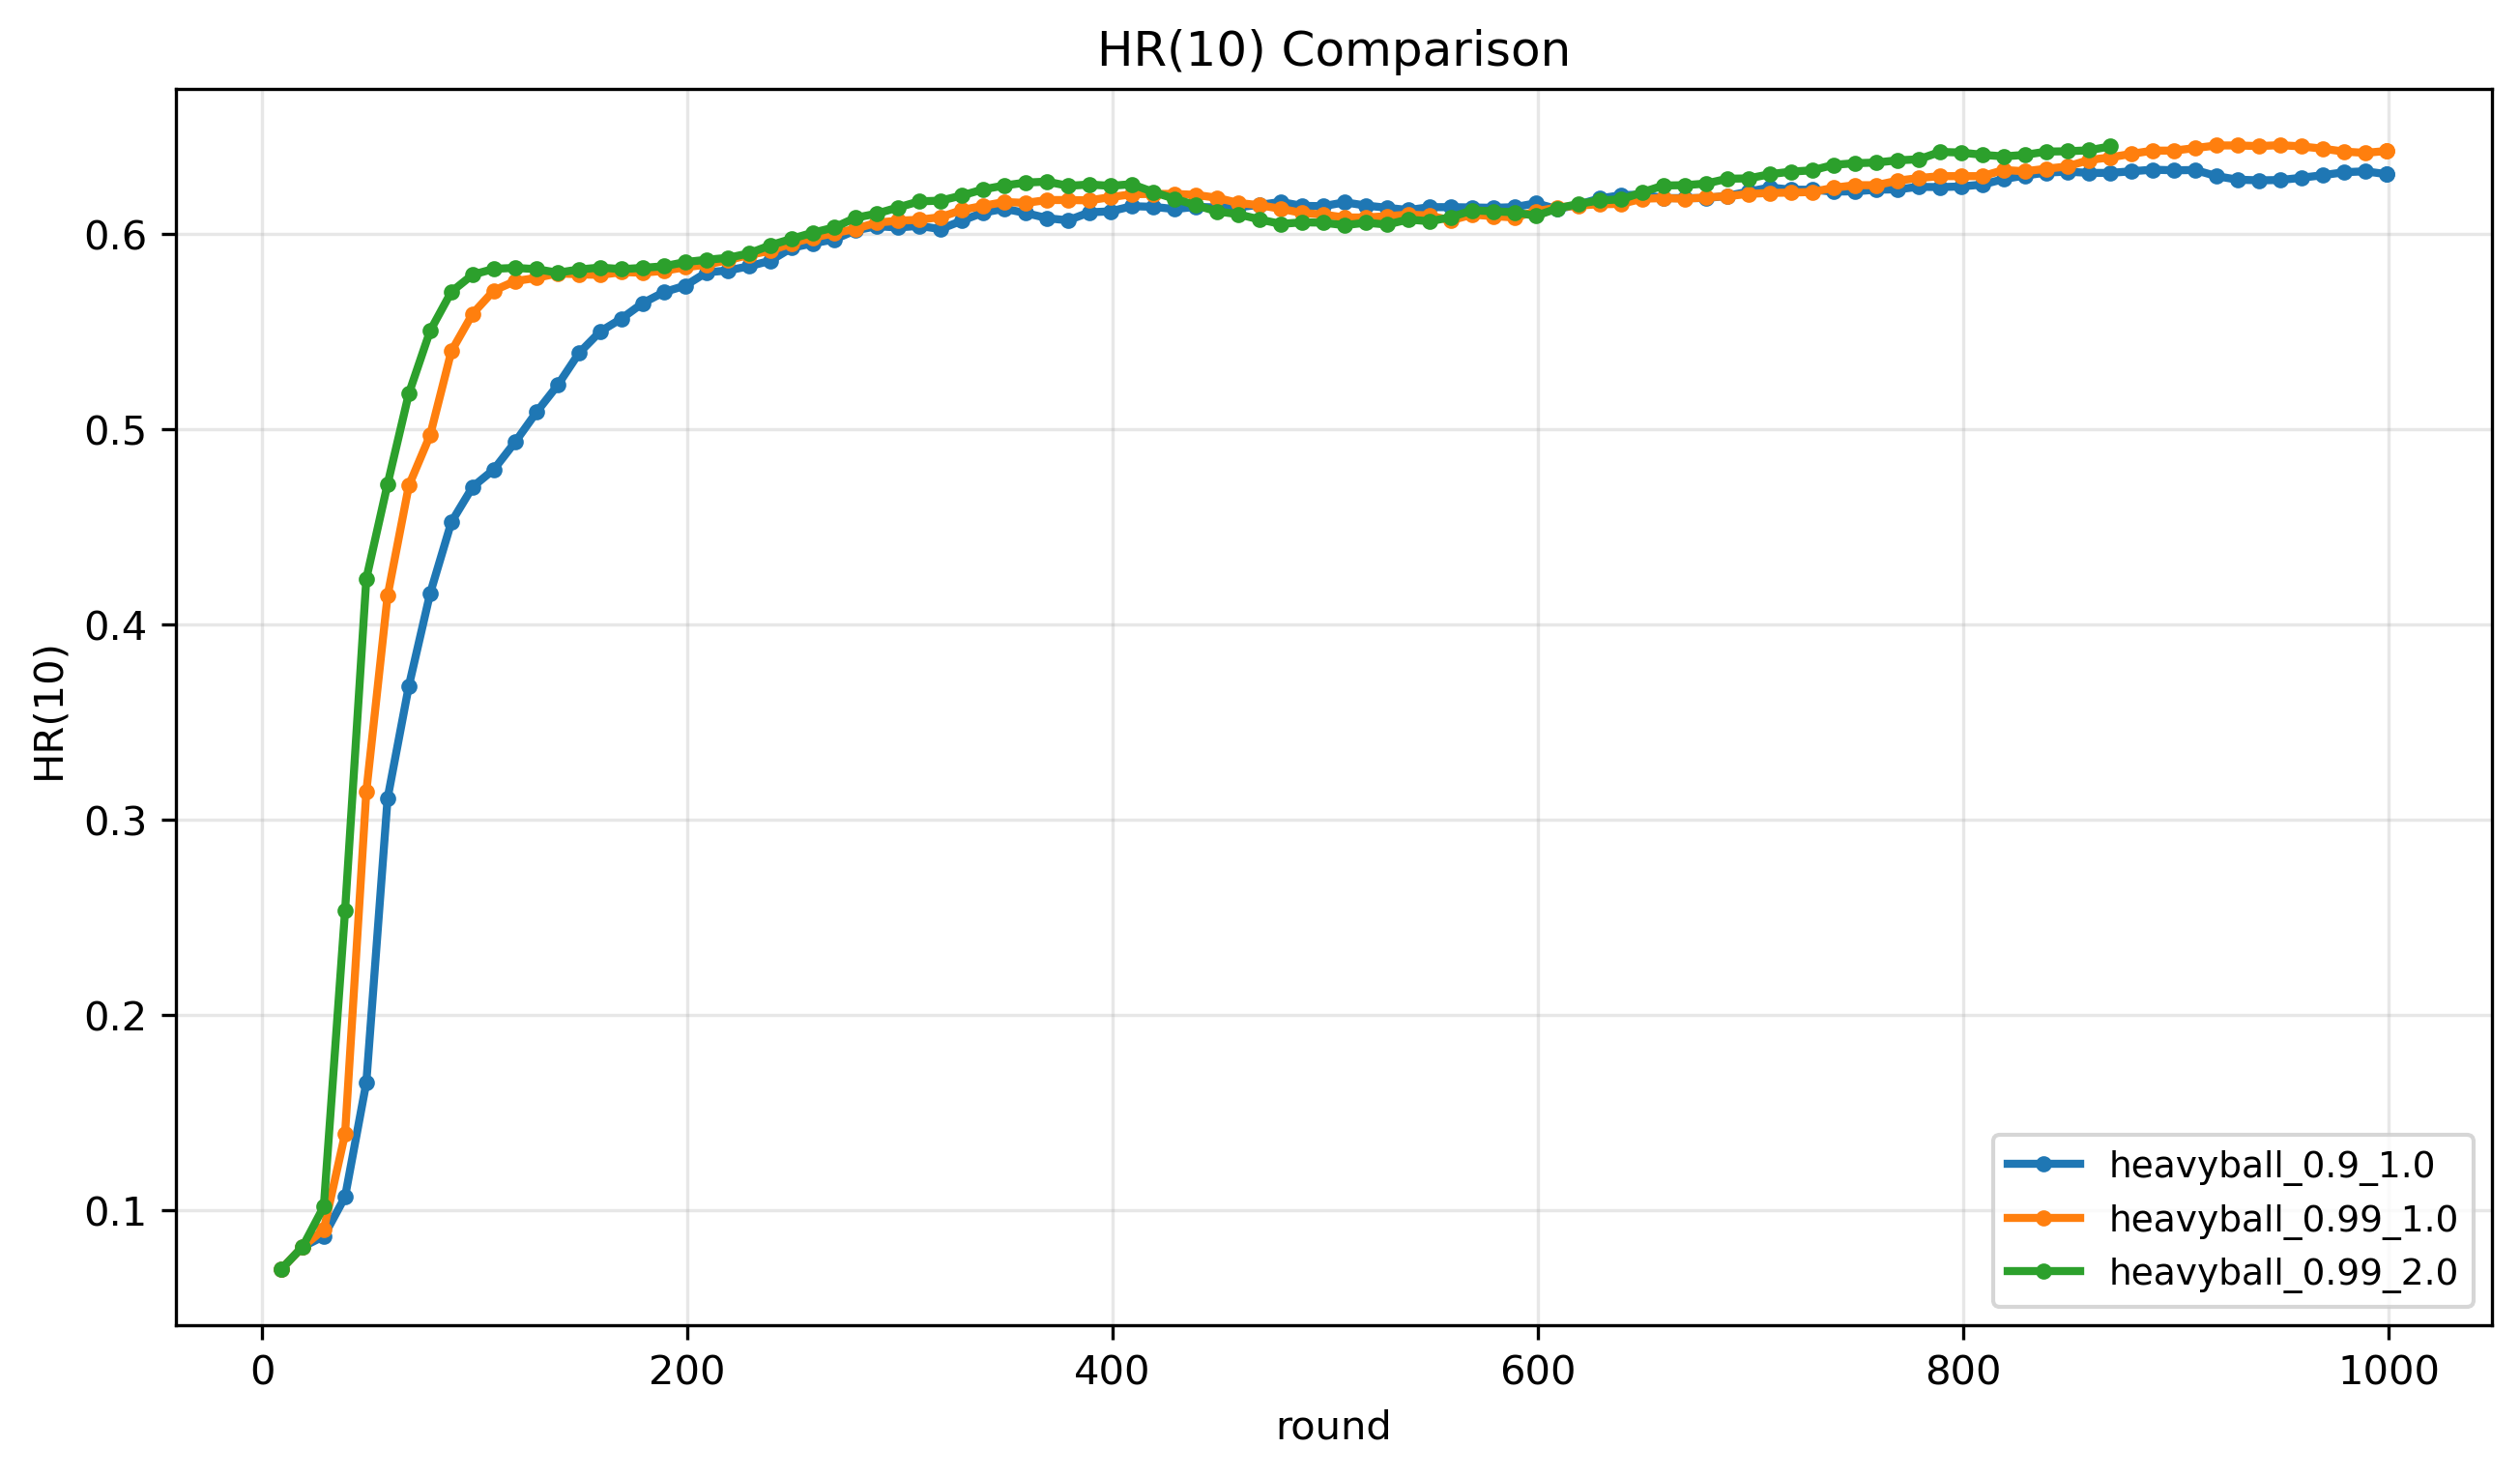 HR(10) Comparison
HR(10)
0.6
0.5
0.4
0.3
0.2
0.1
0 200 400 600 800 1000
round
heavyball_0.9_1.0
heavyball_0.99_1.0
heavyball_0.99_2.0